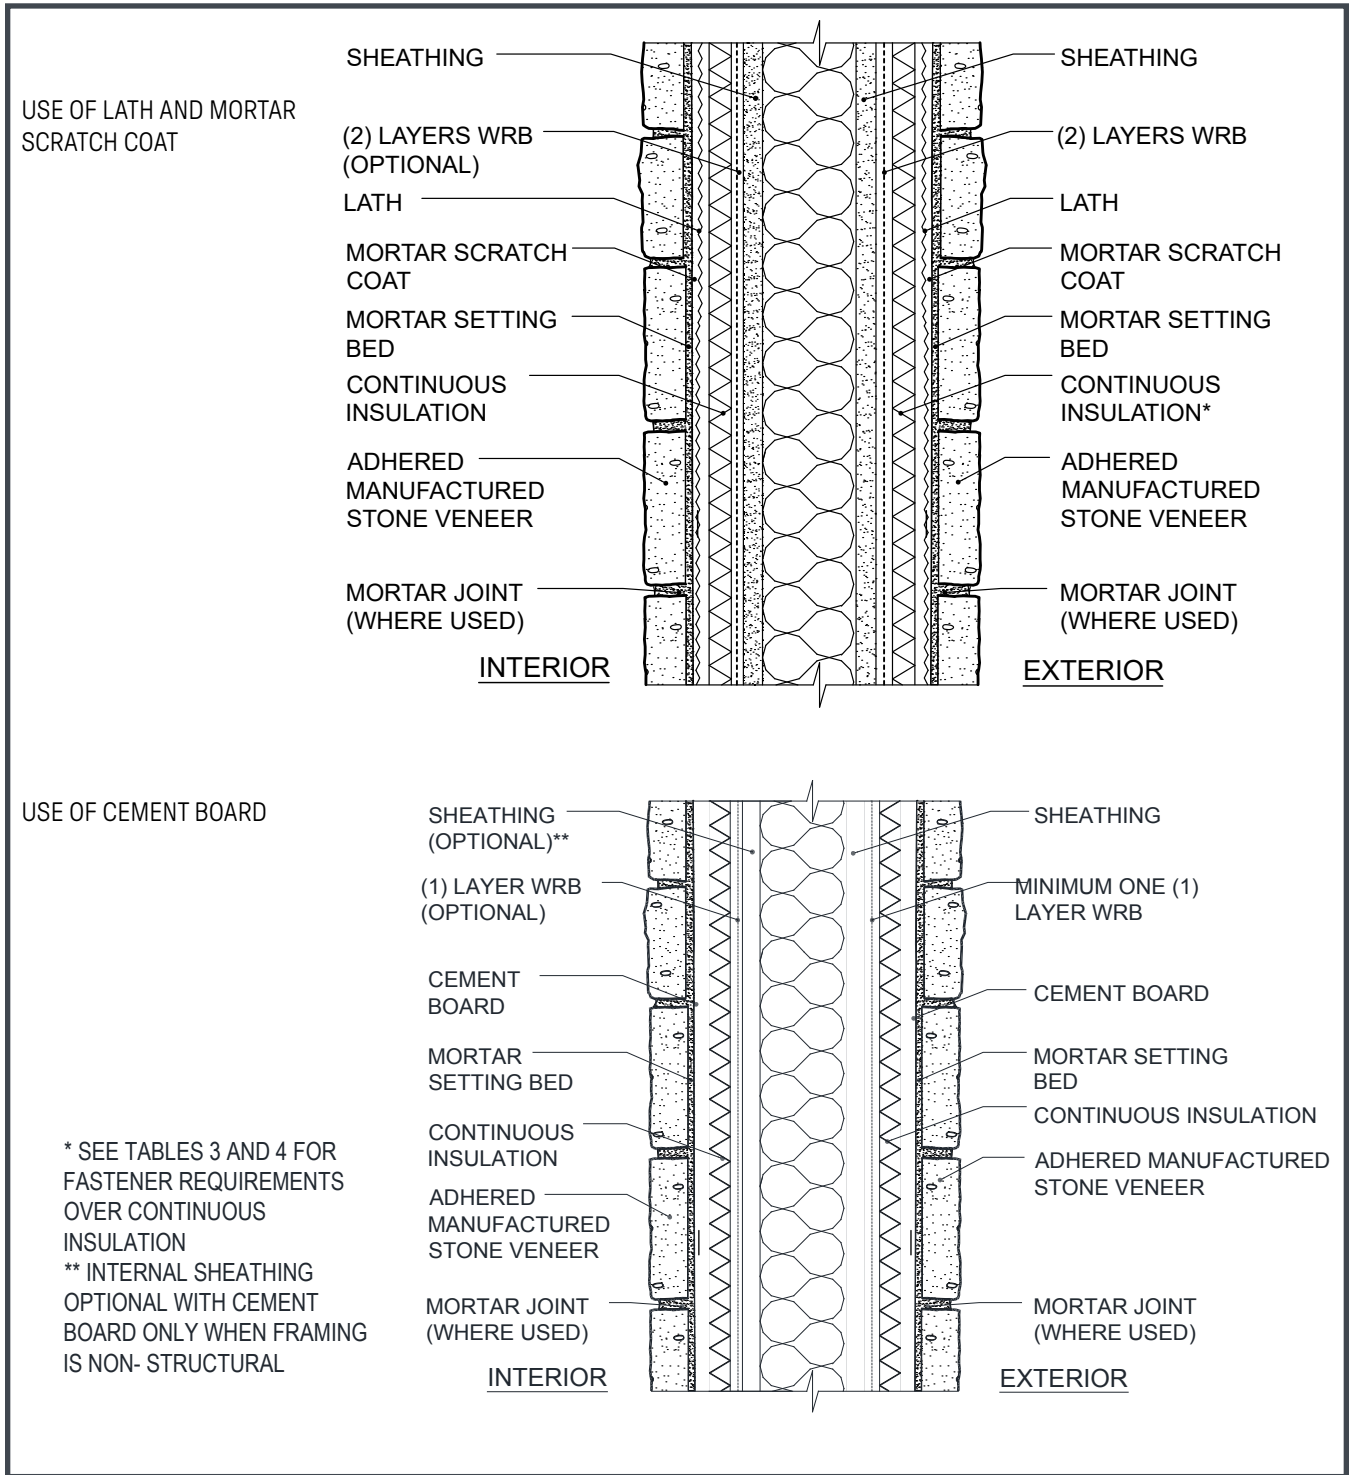 USE OF LATH AND MORTAR
SCRATCH COAT
SHEATHING
(2) LAYERS WRB
(OPTIONAL)
LATH
MORTAR SCRATCH
COAT
MORTAR SETTING
BED
CONTINUOUS
INSULATION
ADHERED
MANUFACTURED
STONE VENEER
MORTAR JOINT
(WHERE USED)
INTERIOR
SHEATHING
(2) LAYERS WRB
LATH
MORTAR SCRATCH
COAT
MORTAR SETTING
BED
CONTINUOUS
INSULATION*
ADHERED
MANUFACTURED
STONE VENEER
MORTAR JOINT
(WHERE USED)
EXTERIOR
USE OF CEMENT BOARD
SHEATHING
(OPTIONAL)**
(1) LAYER WRB
(OPTIONAL)
CEMENT
BOARD
MORTAR
SETTING BED
CONTINUOUS
INSULATION
ADHERED
MANUFACTURED
STONE VENEER
MORTAR JOINT
(WHERE USED)
INTERIOR
SHEATHING
MINIMUM ONE (1)
LAYER WRB
CEMENT BOARD
MORTAR SETTING
BED
CONTINUOUS INSULATION
ADHERED MANUFACTURED
STONE VENEER
MORTAR JOINT
(WHERE USED)
EXTERIOR
* SEE TABLES 3 AND 4 FOR
FASTENER REQUIREMENTS
OVER CONTINUOUS
INSULATION
** INTERNAL SHEATHING
OPTIONAL WITH CEMENT
BOARD ONLY WHEN FRAMING
IS NON- STRUCTURAL